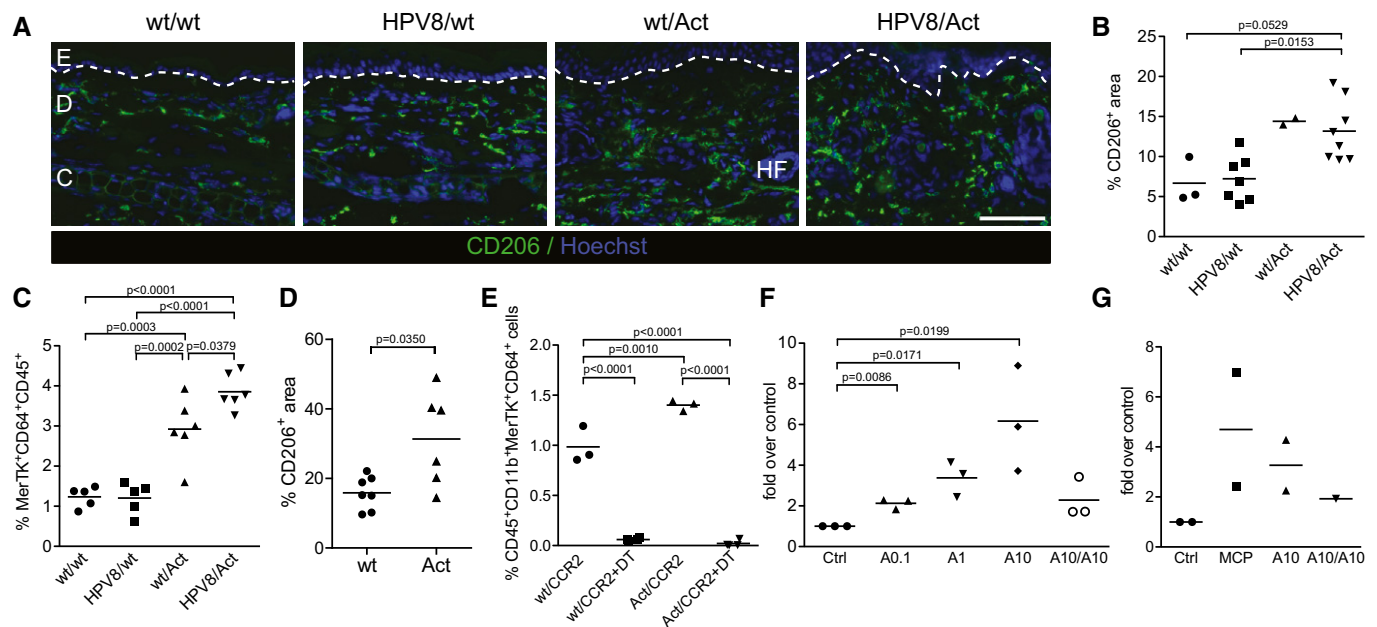 A
wt/wt
HPV8/wt
wt/Act
HPV8/Act
E
D
C
HF
CD206 / Hoechst
B
p=0.0529
p=0.0153
% CD206+ area
25
20
15
10
5
0
wt/wt
HPV8/wt
wt/Act
HPV8/Act
C
p<0.0001
p<0.0001
p=0.0003
p=0.0002
p=0.0379
% MerTK+CD64+CD45+
5
4
3
2
1
0
wt/wt
HPV8/wt
wt/Act
HPV8/Act
D
p=0.0350
% CD206+ area
60
40
20
0
wt
Act
E
p<0.0001
p=0.0010
p<0.0001
p<0.0001
% CD45+CD11b+MerTK+CD64+ cells
2.0
1.5
1.0
0.5
0.0
wt/CCR2
wt/CCR2+DT
Act/CCR2
Act/CCR2+DT
F
p=0.0199
p=0.0171
p=0.0086
fold over control
10
8
6
4
2
0
Ctrl
A0.1
A1
A10
A10/A10
G
fold over control
8
6
4
2
0
Ctrl
MCP
A10
A10/A10